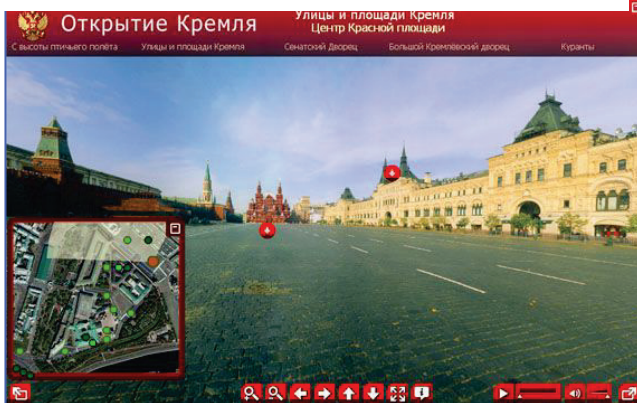 Открытие Кремля
Улицы и площади Кремля
Центр Красной площади
С высоты птичьего полёта Улицы и площади Кремля Сенатский Дворец Большой Кремлёвский дворец Куранты